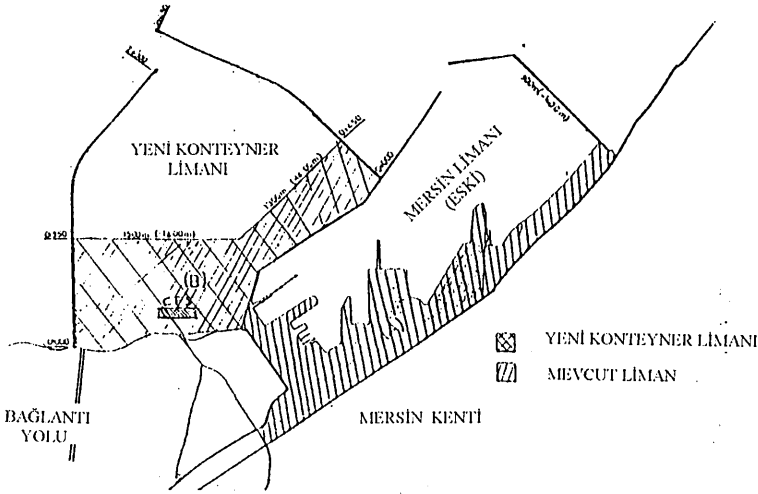 YENİ KONTEYNER
LİMANI
MERSİN LİMANI
(ESKİ)
(D)
CFS
YENİ KONTEYNER LİMANI
MEVCUT LİMAN
BAĞLANTI
YOLU
MERSİN KENTİ